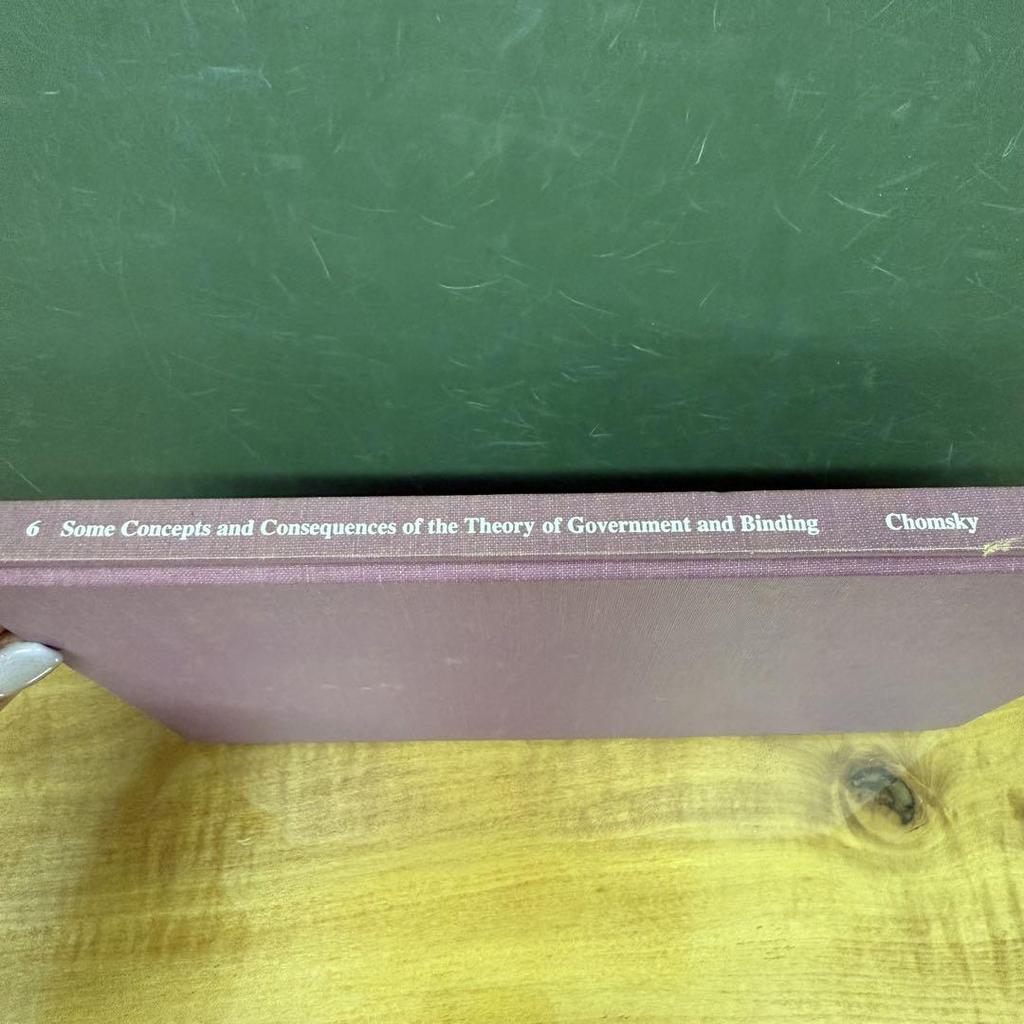 6 Some Concepts and Consequences of the Theory of Government and Binding Chomsky